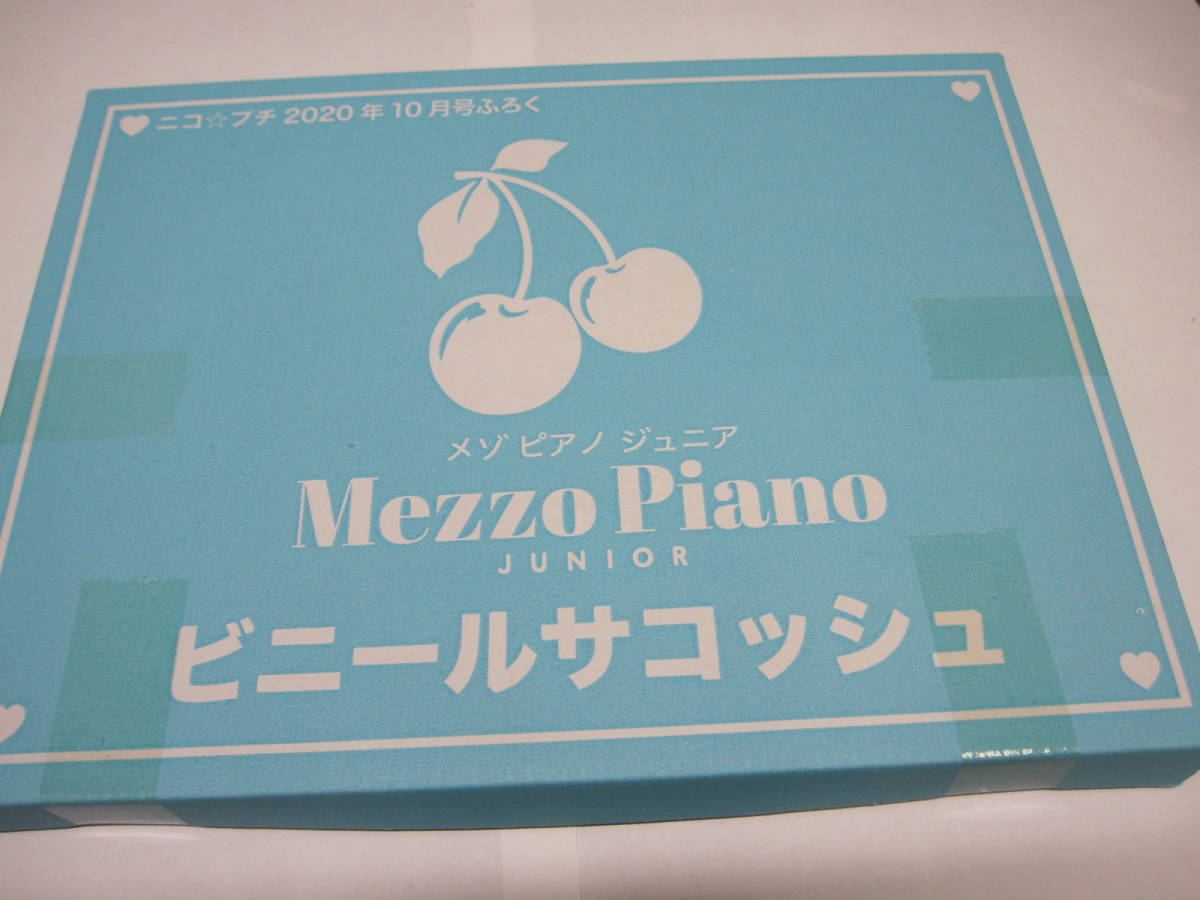 ニコ☆プチ 2020 年 10 月号ふろく
メゾ ピアノ ジュニア
Mezzo Piano
JUNIOR
ビニールサコッシュ